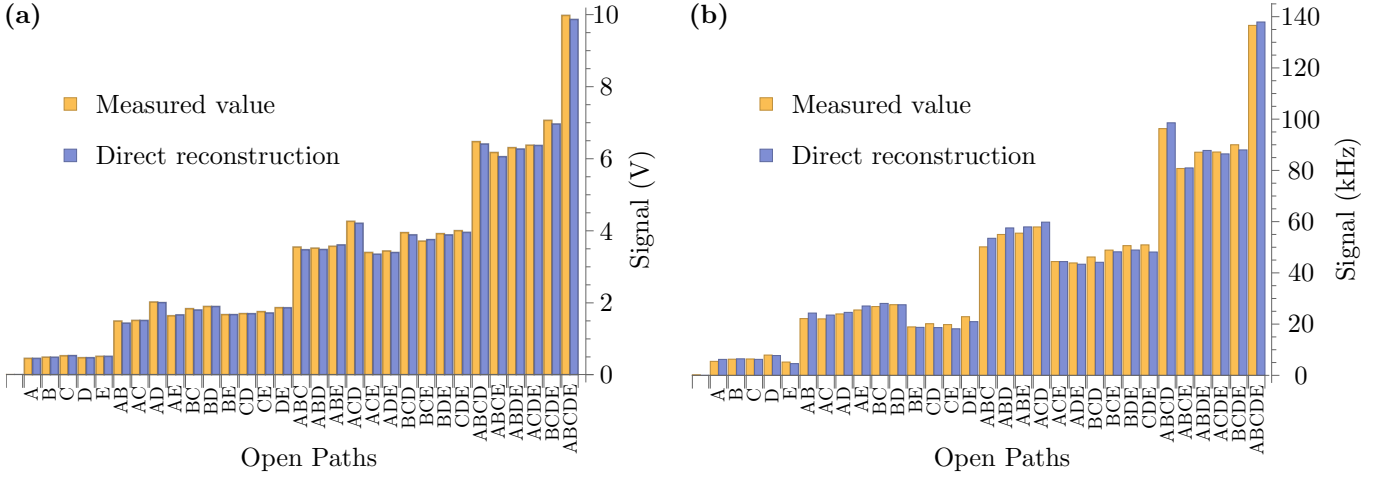 (a)
Measured value
Direct reconstruction
10
8
6
4
2
0
Signal (V)
A B C D E AB AC AD AE BC BD BE CD CE DE ABC ABD ABE ACD ACE ADE BCD BCE BDE CDE ABCD ABCE ABDE ACDE BCDE ABCDE
Open Paths
(b)
Measured value
Direct reconstruction
140
120
100
80
60
40
20
0
Signal (kHz)
A B C D E AB AC AD AE BC BD BE CD CE DE ABC ABD ABE ACD ACE ADE BCD BCE BDE CDE ABCD ABCE ABDE ACDE BCDE ABCDE
Open Paths